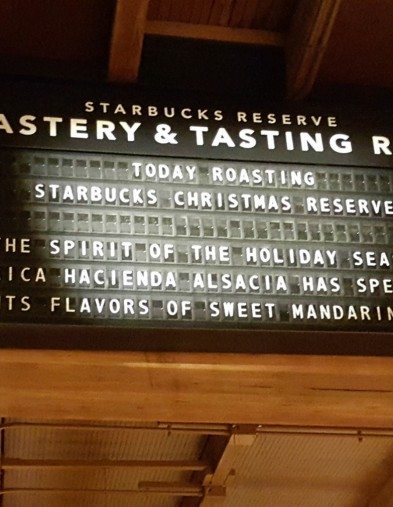 STARBUCKS RESERVE
ASTERY & TASTING R
TODAY ROASTING
STARBUCKS CHRISTMAS RESERVE
HE SPIRIT OF THE HOLIDAY SEA
ICA HACIENDA ALSACIA HAS SPE
TS FLAVORS OF SWEET MANDARIN